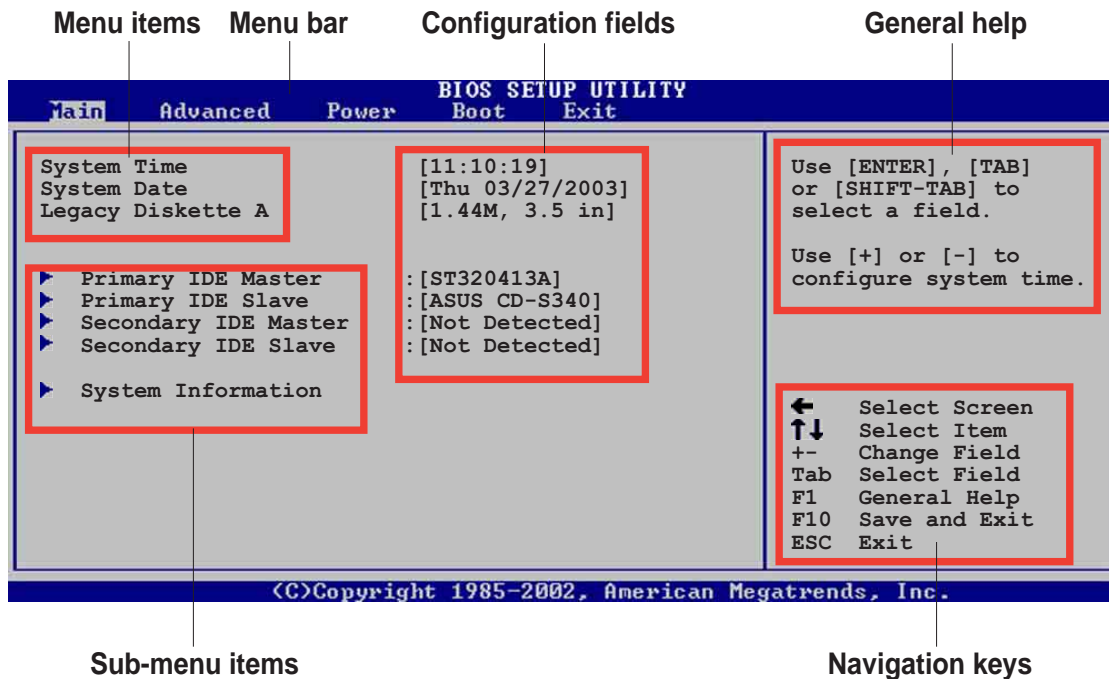 Menu items Menu bar Configuration fields General help
BIOS SETUP UTILITY
Main Advanced Power Boot Exit
System Time [11:10:19]
System Date [Thu 03/27/2003]
Legacy Diskette A [1.44M, 3.5 in]
Primary IDE Master :[ST320413A]
Primary IDE Slave :[ASUS CD-S340]
Secondary IDE Master :[Not Detected]
Secondary IDE Slave :[Not Detected]
System Information
Use [ENTER], [TAB]
or [SHIFT-TAB] to
select a field.
Use [+] or [-] to
configure system time.
← Select Screen
↑↓ Select Item
+- Change Field
Tab Select Field
F1 General Help
F10 Save and Exit
ESC Exit
(C)Copyright 1985-2002, American Megatrends, Inc.
Sub-menu items Navigation keys